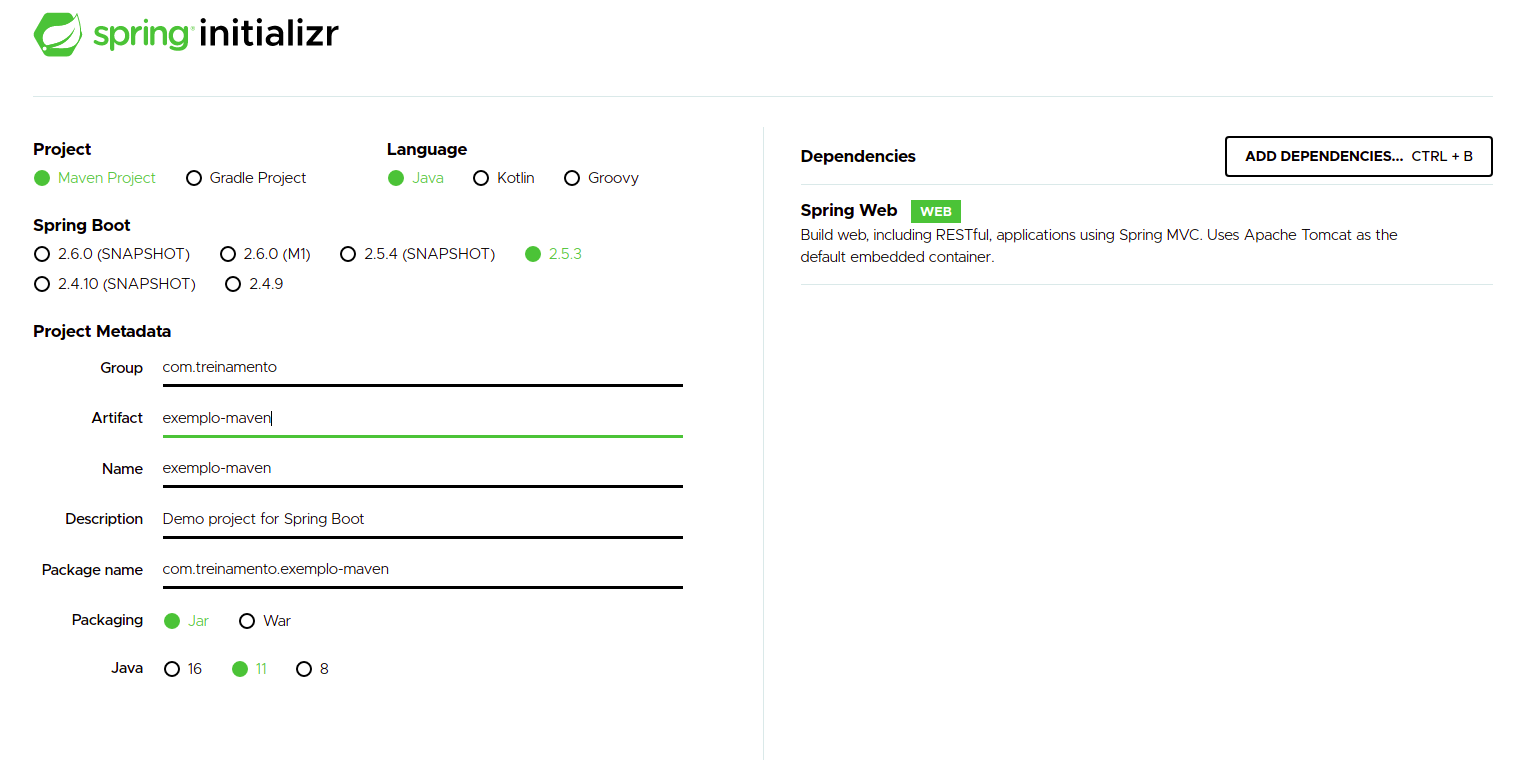 spring initializr
Project
Maven Project Gradle Project
Language
Java Kotlin Groovy
Spring Boot
2.6.0 (SNAPSHOT) 2.6.0 (M1) 2.5.4 (SNAPSHOT) 2.5.3
2.4.10 (SNAPSHOT) 2.4.9
Project Metadata
Group com.treinamento
Artifact exemplo-maven
Name exemplo-maven
Description Demo project for Spring Boot
Package name com.treinamento.exemplo-maven
Packaging Jar War
Java 16 11 8
Dependencies ADD DEPENDENCIES... CTRL + B
Spring Web WEB
Build web, including RESTful, applications using Spring MVC. Uses Apache Tomcat as the
default embedded container.